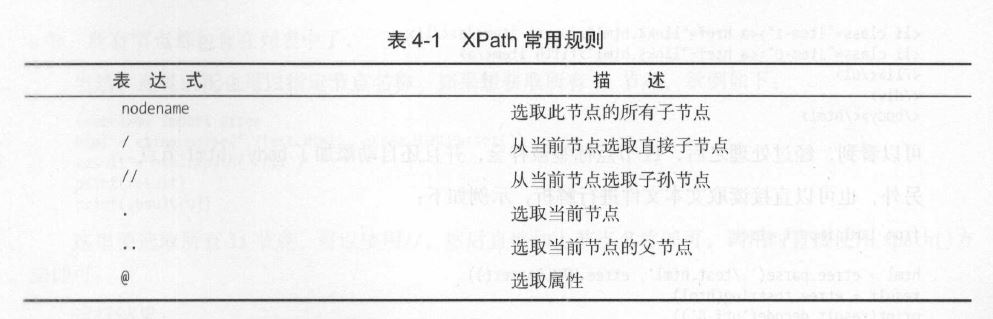 表 4-1 XPath 常用规则
表 达 式 描 述
nodename 选取此节点的所有子节点
/ 从当前节点选取直接子节点
// 从当前节点选取子孙节点
. 选取当前节点
.. 选取当前节点的父节点
@ 选取属性